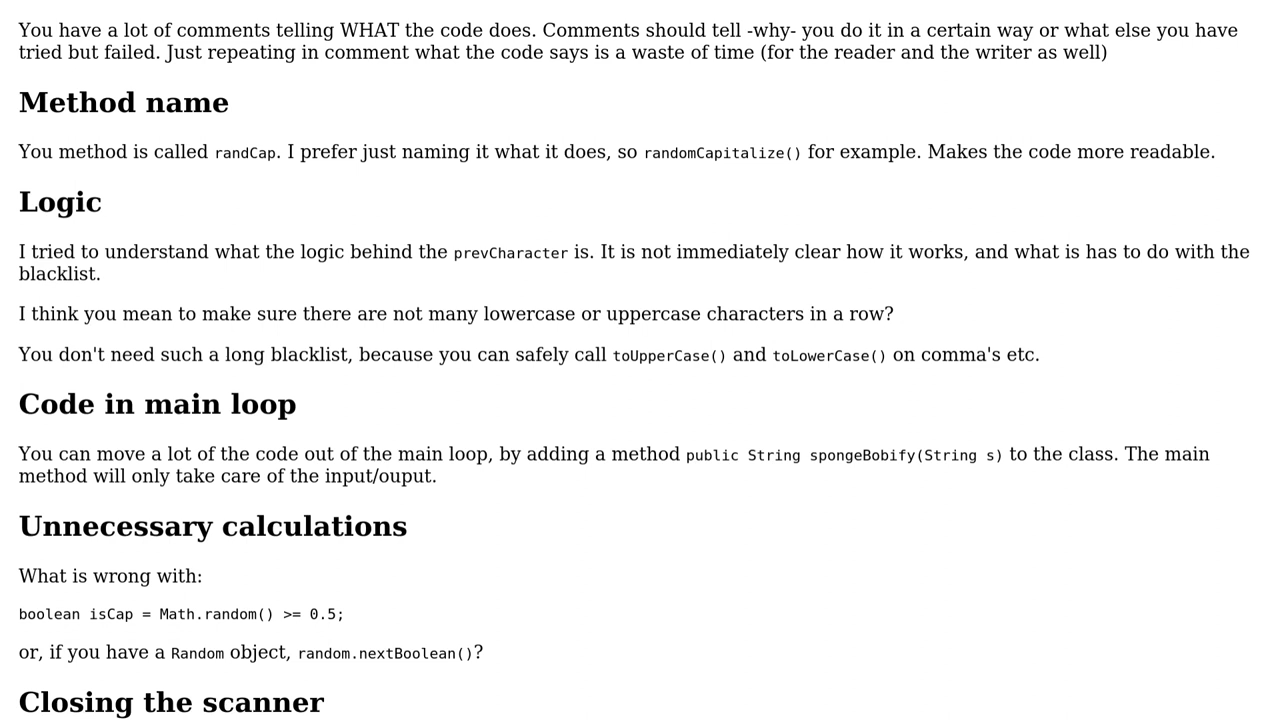 You have a lot of comments telling WHAT the code does. Comments should tell -why- you do it in a certain way or what else you have
tried but failed. Just repeating in comment what the code says is a waste of time (for the reader and the writer as well)
Method name
You method is called randCap. I prefer just naming it what it does, so randomCapitalize() for example. Makes the code more readable.
Logic
I tried to understand what the logic behind the prevCharacter is. It is not immediately clear how it works, and what is has to do with the
blacklist.
I think you mean to make sure there are not many lowercase or uppercase characters in a row?
You don't need such a long blacklist, because you can safely call toUpperCase() and toLowerCase() on comma's etc.
Code in main loop
You can move a lot of the code out of the main loop, by adding a method public String spongeBobify(String s) to the class. The main
method will only take care of the input/ouput.
Unnecessary calculations
What is wrong with:
boolean isCap = Math.random() >= 0.5;
or, if you have a Random object, random.nextBoolean()?
Closing the scanner